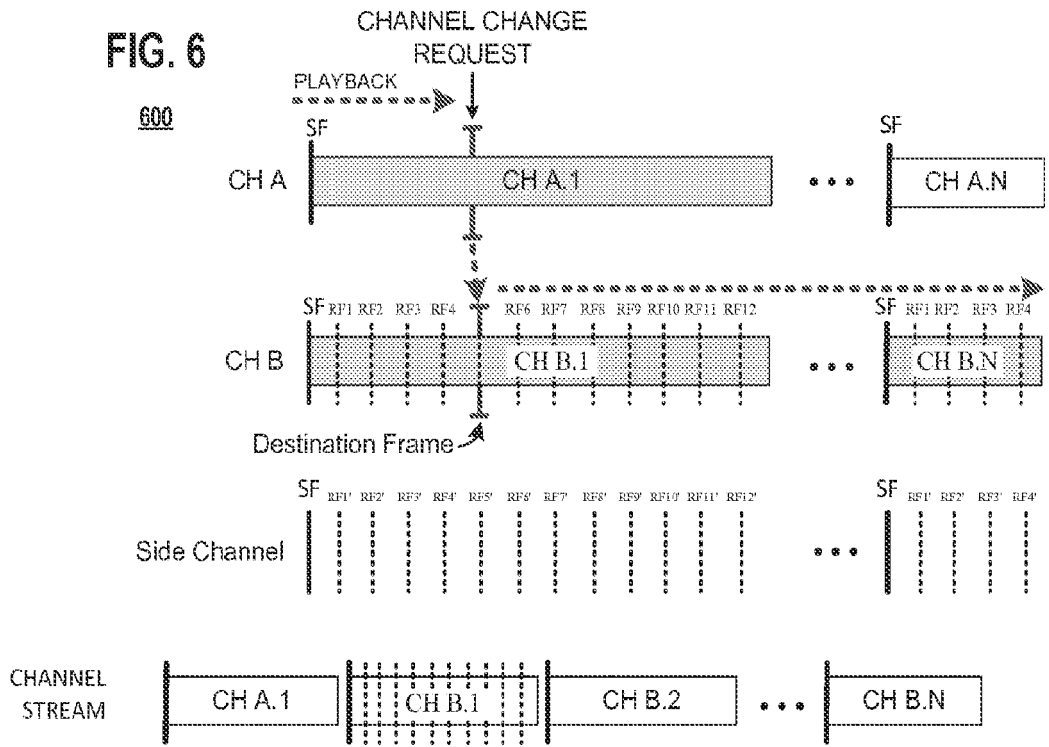 FIG. 6
600
CHANNEL CHANGE
REQUEST
PLAYBACK
SF
SF
CH A
CH A.1
• • •
CH A.N
SF RF1 RF2 RF3 RF4 RF6 RF7 RF8 RF9 RF10 RF11 RF12
SF RF1 RF2 RF3 RF4
CH B
CH B.1
• • •
CH B.N
Destination Frame
SF RF1' RF2' RF3' RF4' RF5' RF6' RF7' RF8' RF9' RF10' RF11' RF12'
SF RF1' RF2' RF3' RF4'
Side Channel
• • •
CHANNEL
STREAM
CH A.1
CH B.1
CH B.2
• • •
CH B.N